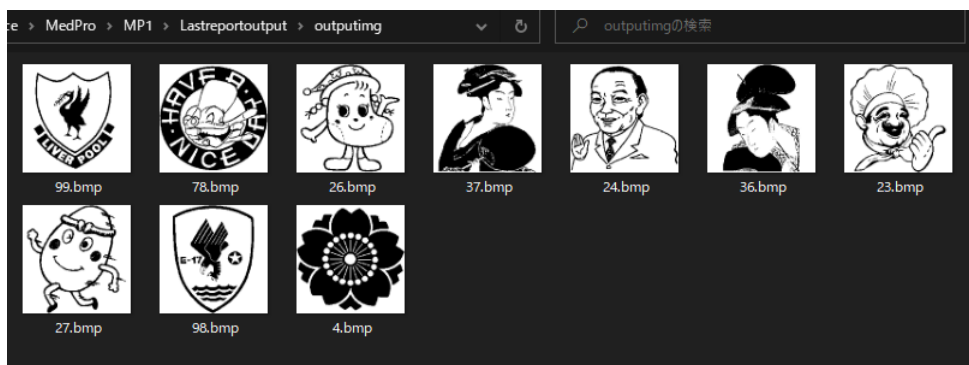 ce › MedPro › MP1 › Lastreportoutput › outputimg
outputimgの検索
LIVER POOL
HAVE A NICE DAY
E-17
99.bmp
78.bmp
26.bmp
37.bmp
24.bmp
36.bmp
23.bmp
27.bmp
98.bmp
4.bmp